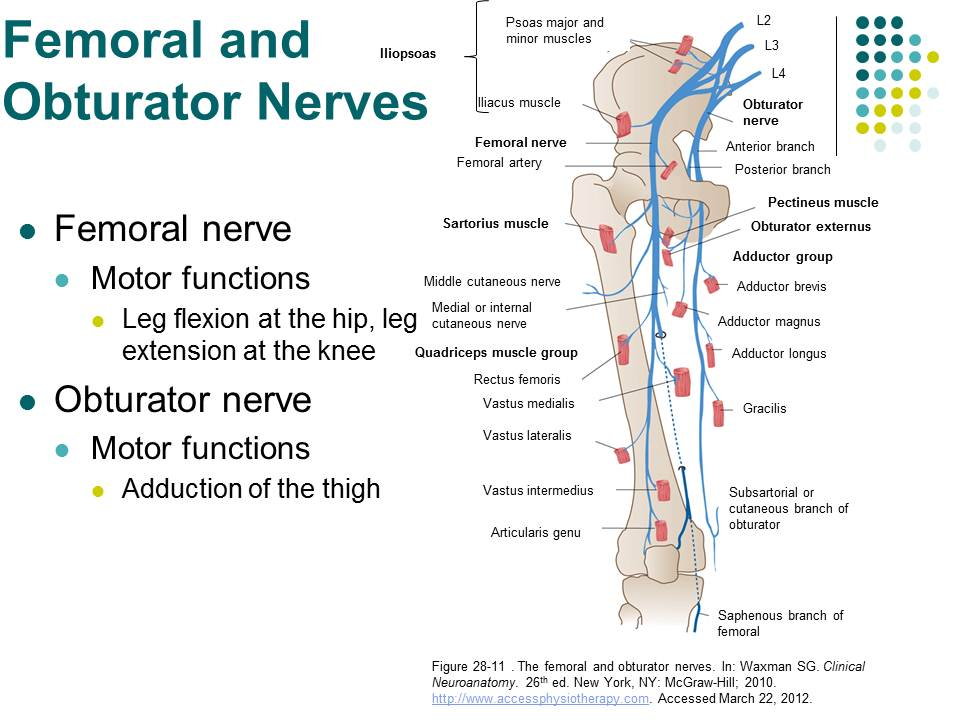 Femoral and
Obturator Nerves
Femoral nerve
Motor functions
Leg flexion at the hip, leg
extension at the knee
Obturator nerve
Motor functions
Adduction of the thigh
Iliopsoas
Psoas major and
minor muscles
Iliacus muscle
Femoral nerve
Femoral artery
Sartorius muscle
Middle cutaneous nerve
Medial or internal
cutaneous nerve
Quadriceps muscle group
Rectus femoris
Vastus medialis
Vastus lateralis
Vastus intermedius
Articularis genu
L2
L3
L4
Obturator
nerve
Anterior branch
Posterior branch
Pectineus muscle
Obturator externus
Adductor group
Adductor brevis
Adductor magnus
Adductor longus
Gracilis
Subsartorial or
cutaneous branch of
obturator
Saphenous branch of
femoral
Figure 28-11 . The femoral and obturator nerves. In: Waxman SG. Clinical
Neuroanatomy. 26th ed. New York, NY: McGraw-Hill; 2010.
http://www.accessphysiotherapy.com. Accessed March 22, 2012.